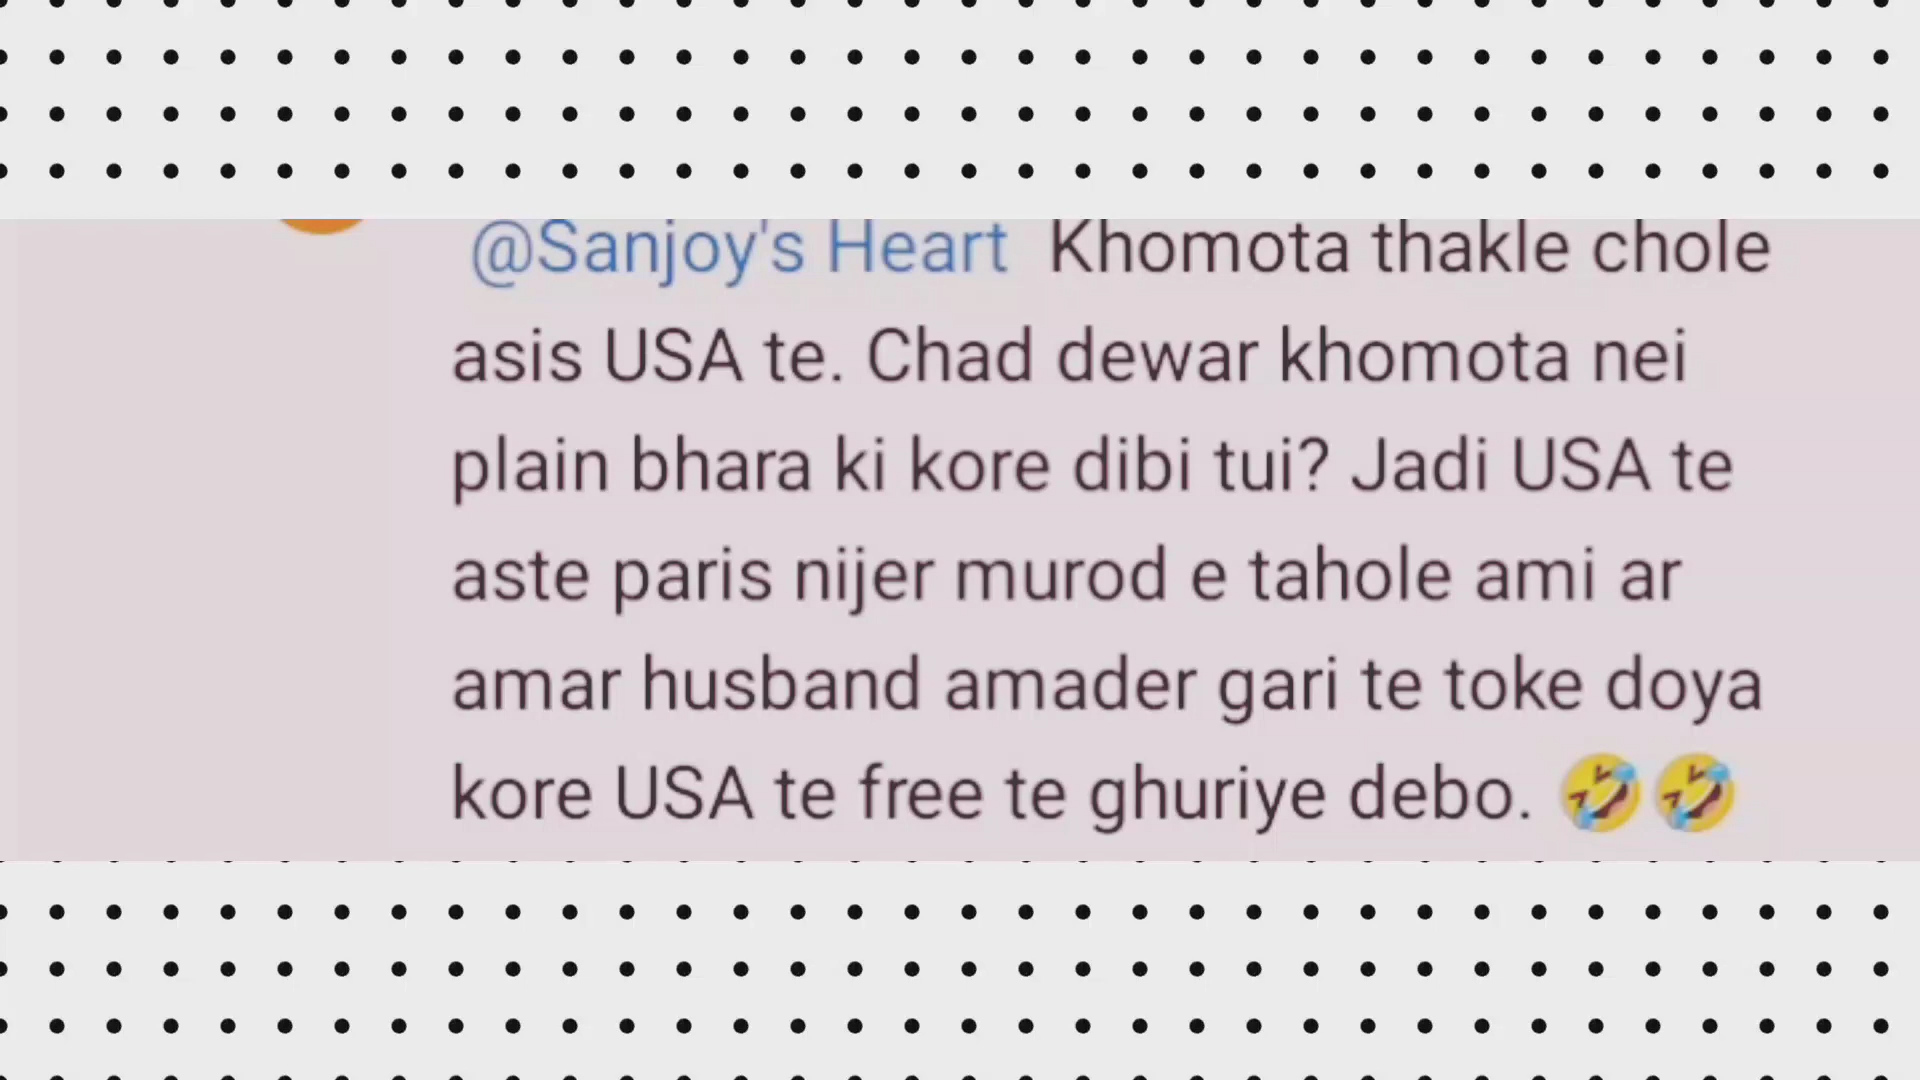 @Sanjoy's Heart Khomota thakle chole
asis USA te. Chad dewar khomota nei
plain bhara ki kore dibi tui? Jadi USA te
aste paris nijer murod e tahole ami ar
amar husband amader gari te toke doya
kore USA te free te ghuriye debo. 🤣🤣